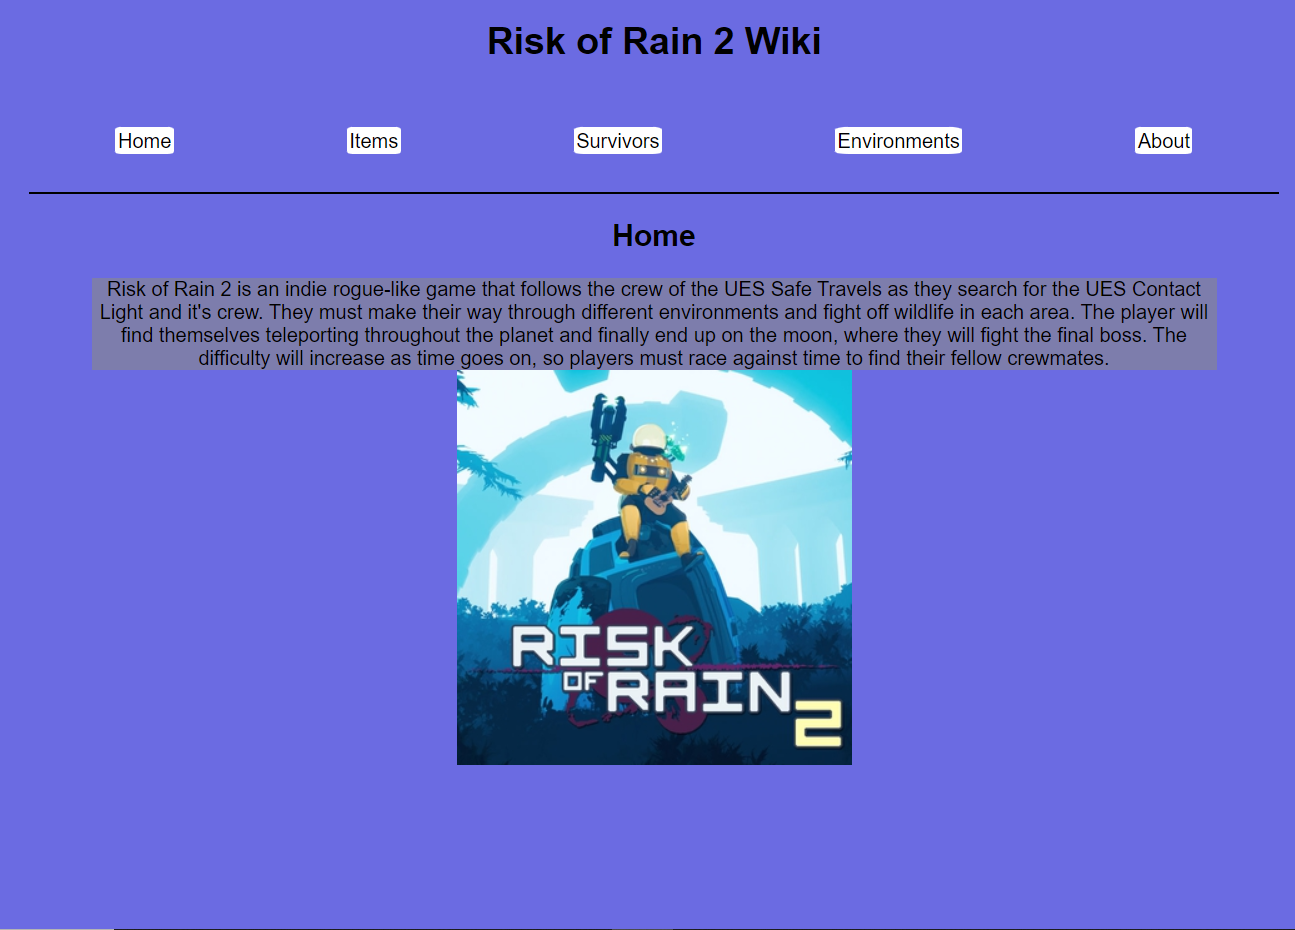 Risk of Rain 2 Wiki
Home
Items
Survivors
Environments
About
Home
Risk of Rain 2 is an indie rogue-like game that follows the crew of the UES Safe Travels as they search for the UES Contact
Light and it's crew. They must make their way through different environments and fight off wildlife in each area. The player will
find themselves teleporting throughout the planet and finally end up on the moon, where they will fight the final boss. The
difficulty will increase as time goes on, so players must race against time to find their fellow crewmates.
RISK
OF RAIN 2